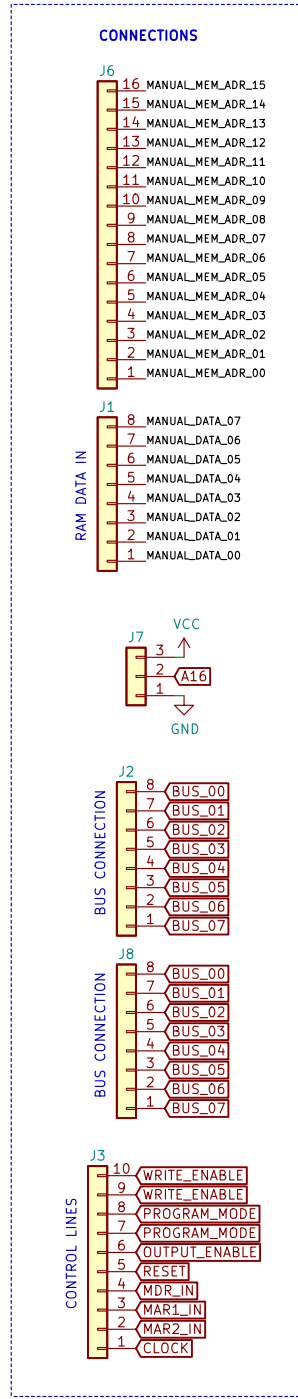 CONNECTIONS
J6
16 MANUAL_MEM_ADR_15
15 MANUAL_MEM_ADR_14
14 MANUAL_MEM_ADR_13
13 MANUAL_MEM_ADR_12
12 MANUAL_MEM_ADR_11
11 MANUAL_MEM_ADR_10
10 MANUAL_MEM_ADR_09
9 MANUAL_MEM_ADR_08
8 MANUAL_MEM_ADR_07
7 MANUAL_MEM_ADR_06
6 MANUAL_MEM_ADR_05
5 MANUAL_MEM_ADR_04
4 MANUAL_MEM_ADR_03
3 MANUAL_MEM_ADR_02
2 MANUAL_MEM_ADR_01
1 MANUAL_MEM_ADR_00
J1
RAM DATA IN
8 MANUAL_DATA_07
7 MANUAL_DATA_06
6 MANUAL_DATA_05
5 MANUAL_DATA_04
4 MANUAL_DATA_03
3 MANUAL_DATA_02
2 MANUAL_DATA_01
1 MANUAL_DATA_00
VCC
J7
3
2 A16
1
GND
J2
BUS CONNECTION
8 BUS_00
7 BUS_01
6 BUS_02
5 BUS_03
4 BUS_04
3 BUS_05
2 BUS_06
1 BUS_07
J8
BUS CONNECTION
8 BUS_00
7 BUS_01
6 BUS_02
5 BUS_03
4 BUS_04
3 BUS_05
2 BUS_06
1 BUS_07
J3
CONTROL LINES
10 WRITE_ENABLE
9 WRITE_ENABLE
8 PROGRAM_MODE
7 PROGRAM_MODE
6 OUTPUT_ENABLE
5 RESET
4 MDR_IN
3 MAR1_IN
2 MAR2_IN
1 CLOCK